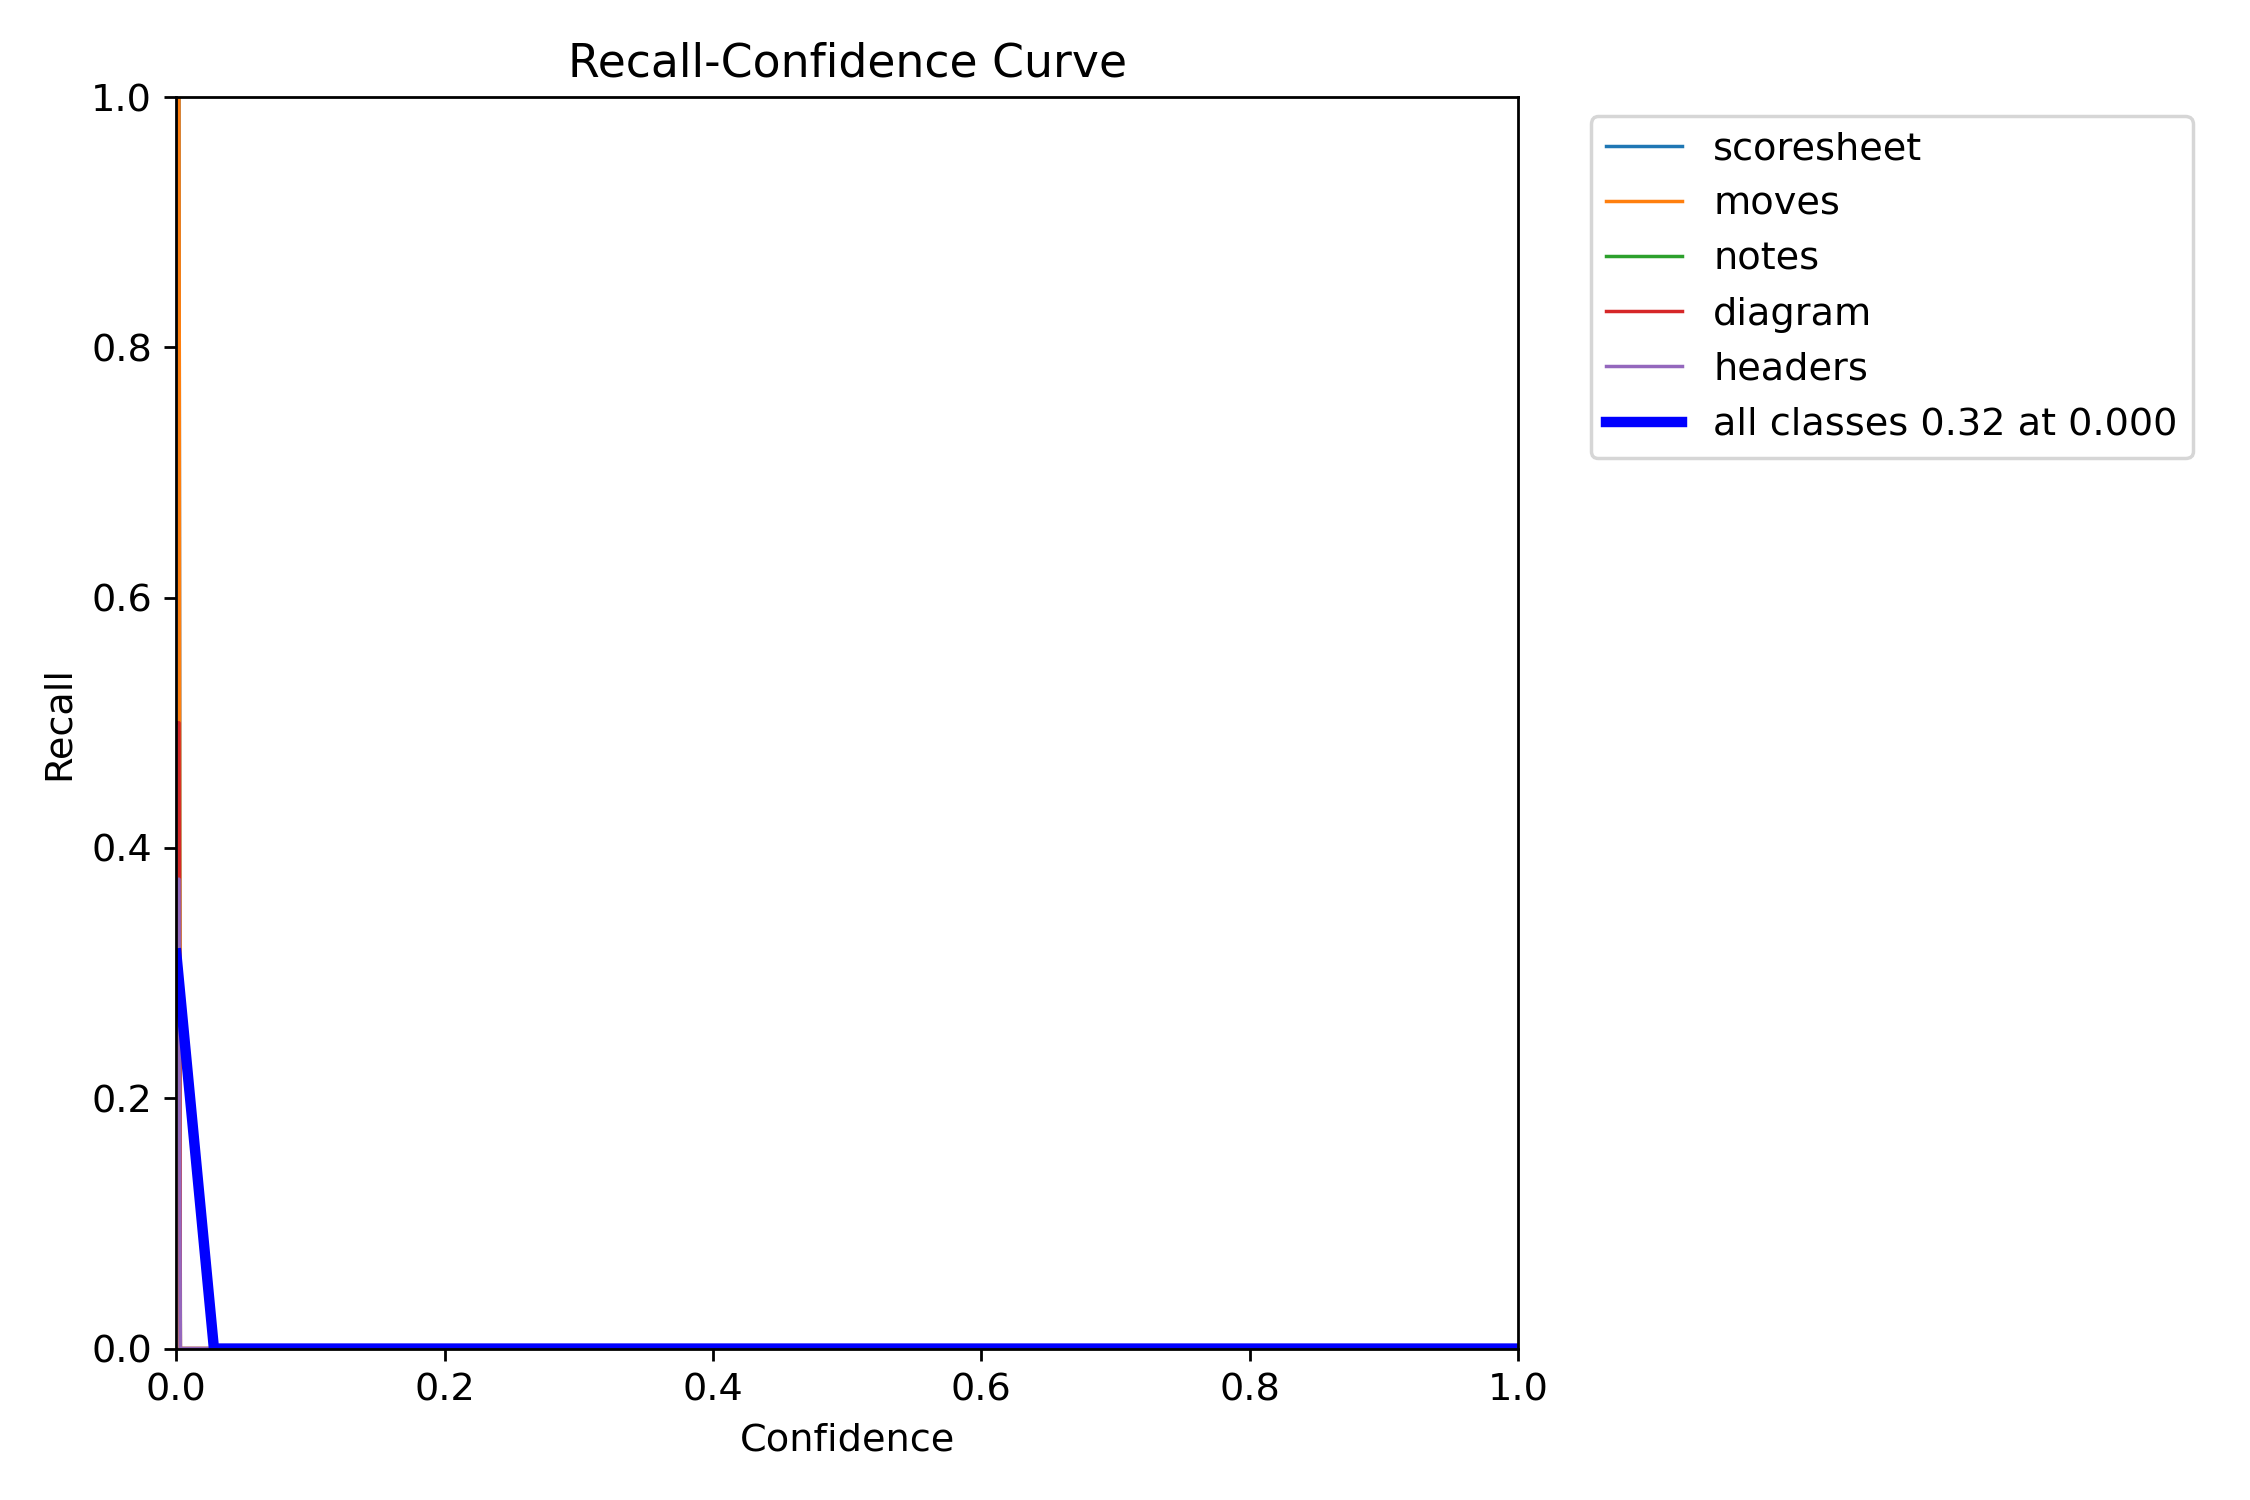 Recall-Confidence Curve
1.0
0.8
0.6
0.4
0.2
0.0
Recall
0.0 0.2 0.4 0.6 0.8 1.0
Confidence
scoresheet
moves
notes
diagram
headers
all classes 0.32 at 0.000